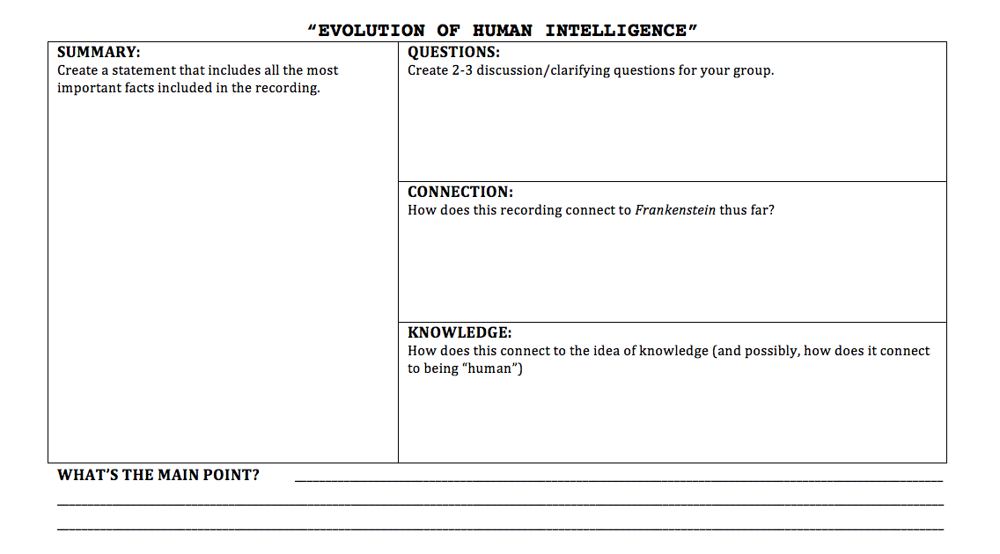 “EVOLUTION OF HUMAN INTELLIGENCE”
SUMMARY:
Create a statement that includes all the most
important facts included in the recording.
QUESTIONS:
Create 2-3 discussion/clarifying questions for your group.
CONNECTION:
How does this recording connect to Frankenstein thus far?
KNOWLEDGE:
How does this connect to the idea of knowledge (and possibly, how does it connect
to being “human”)
WHAT’S THE MAIN POINT?